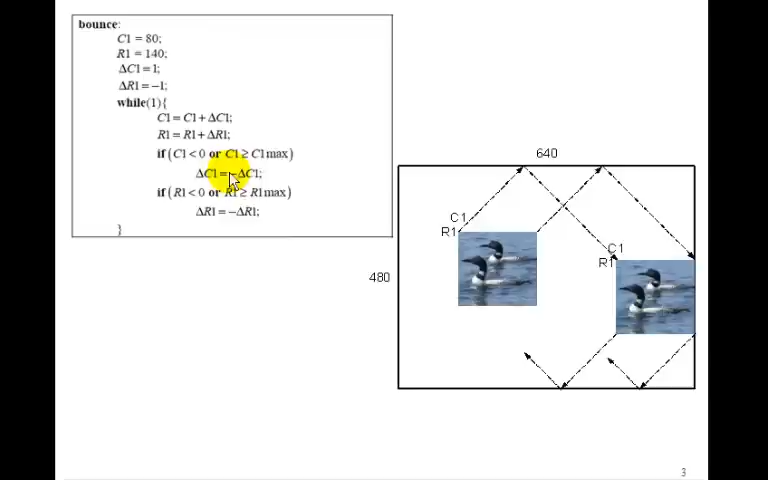 bounce:
C1 = 80;
R1 = 140;
ΔC1 = 1;
ΔR1 = −1;
while(1){
C1 = C1 + ΔC1;
R1 = R1 + ΔR1;
if ( C1 < 0 or C1 ≥ C1max)
ΔC1 = −ΔC1;
if ( R1 < 0 or R1 ≥ R1max)
ΔR1 = −ΔR1;
}
640
C1
R1
C1
R1
480
3